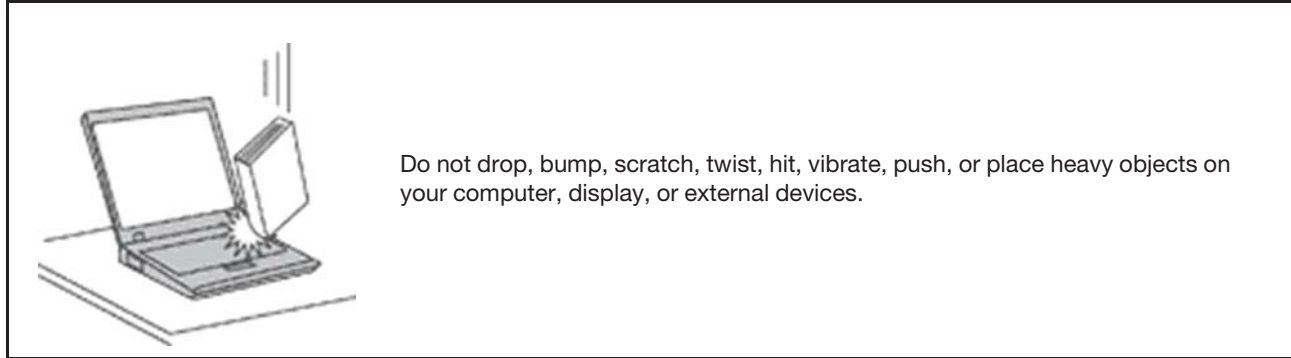 Do not drop, bump, scratch, twist, hit, vibrate, push, or place heavy objects on
your computer, display, or external devices.